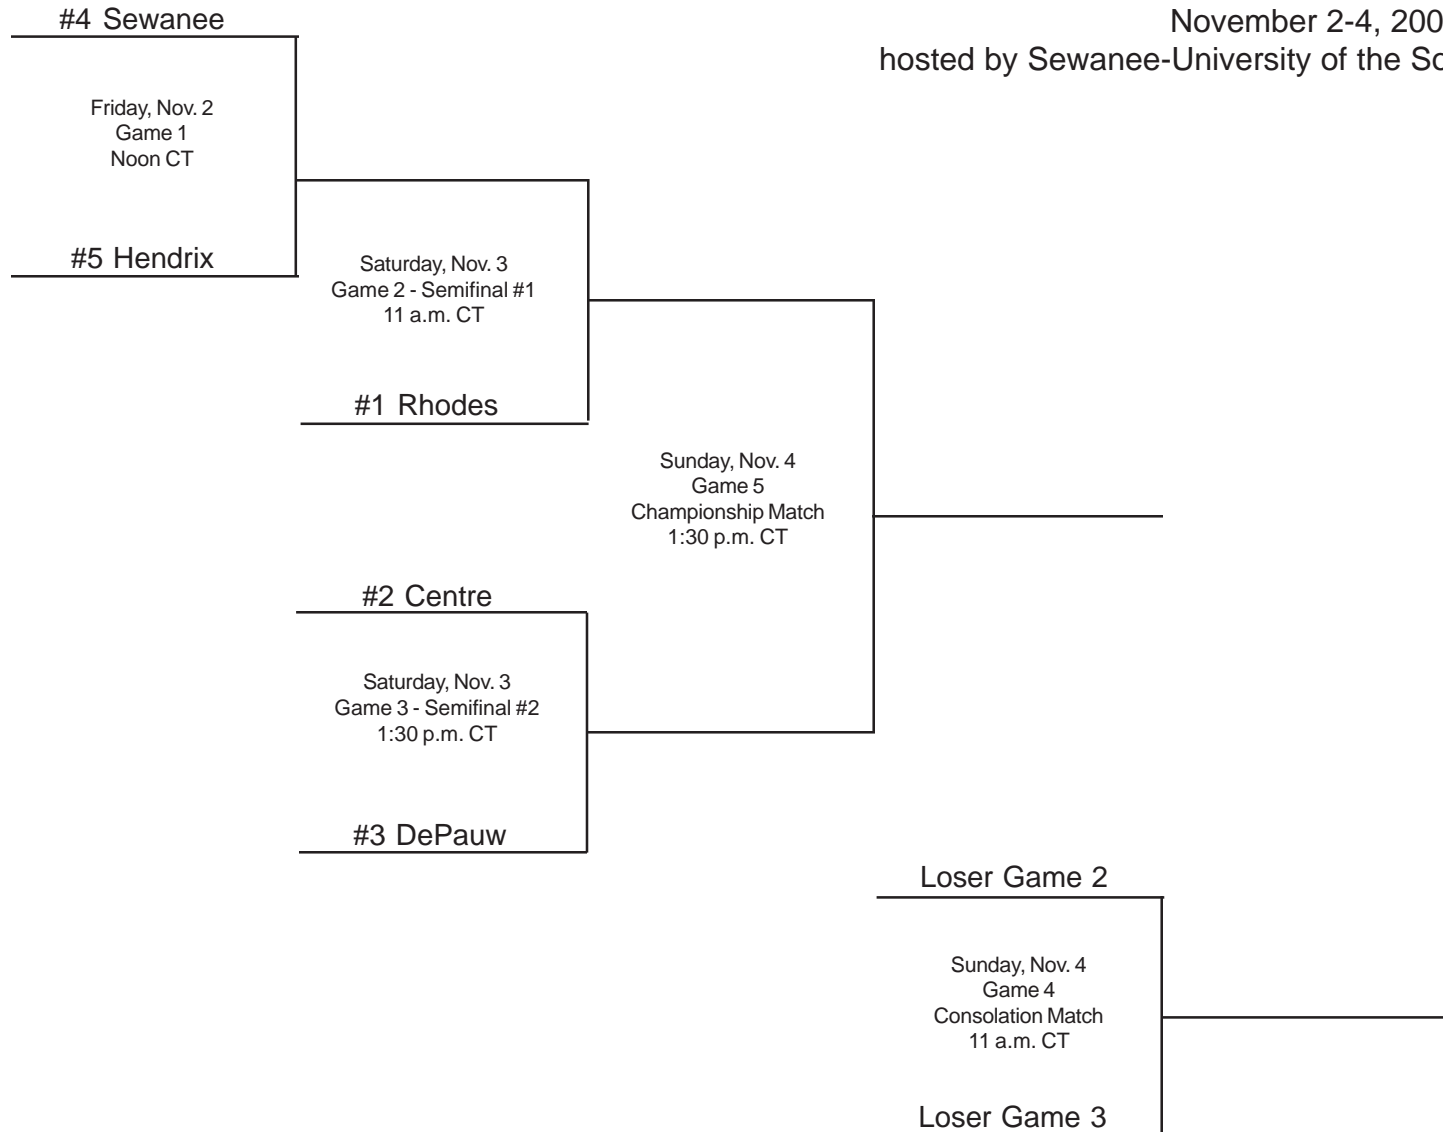 #4 Sewanee
November 2-4, 200
hosted by Sewanee-University of the
Friday, Nov. 2
Game 1
Noon CT
#5 Hendrix
Saturday, Nov. 3
Game 2 - Semifinal #1
11 a.m. CT
#1 Rhodes
Sunday, Nov. 4
Game 5
Championship Match
1:30 p.m. CT
#2 Centre
Saturday, Nov. 3
Game 3 - Semifinal #2
1:30 p.m. CT
#3 DePauw
Loser Game 2
Sunday, Nov. 4
Game 4
Consolation Match
11 a.m. CT
Loser Game 3